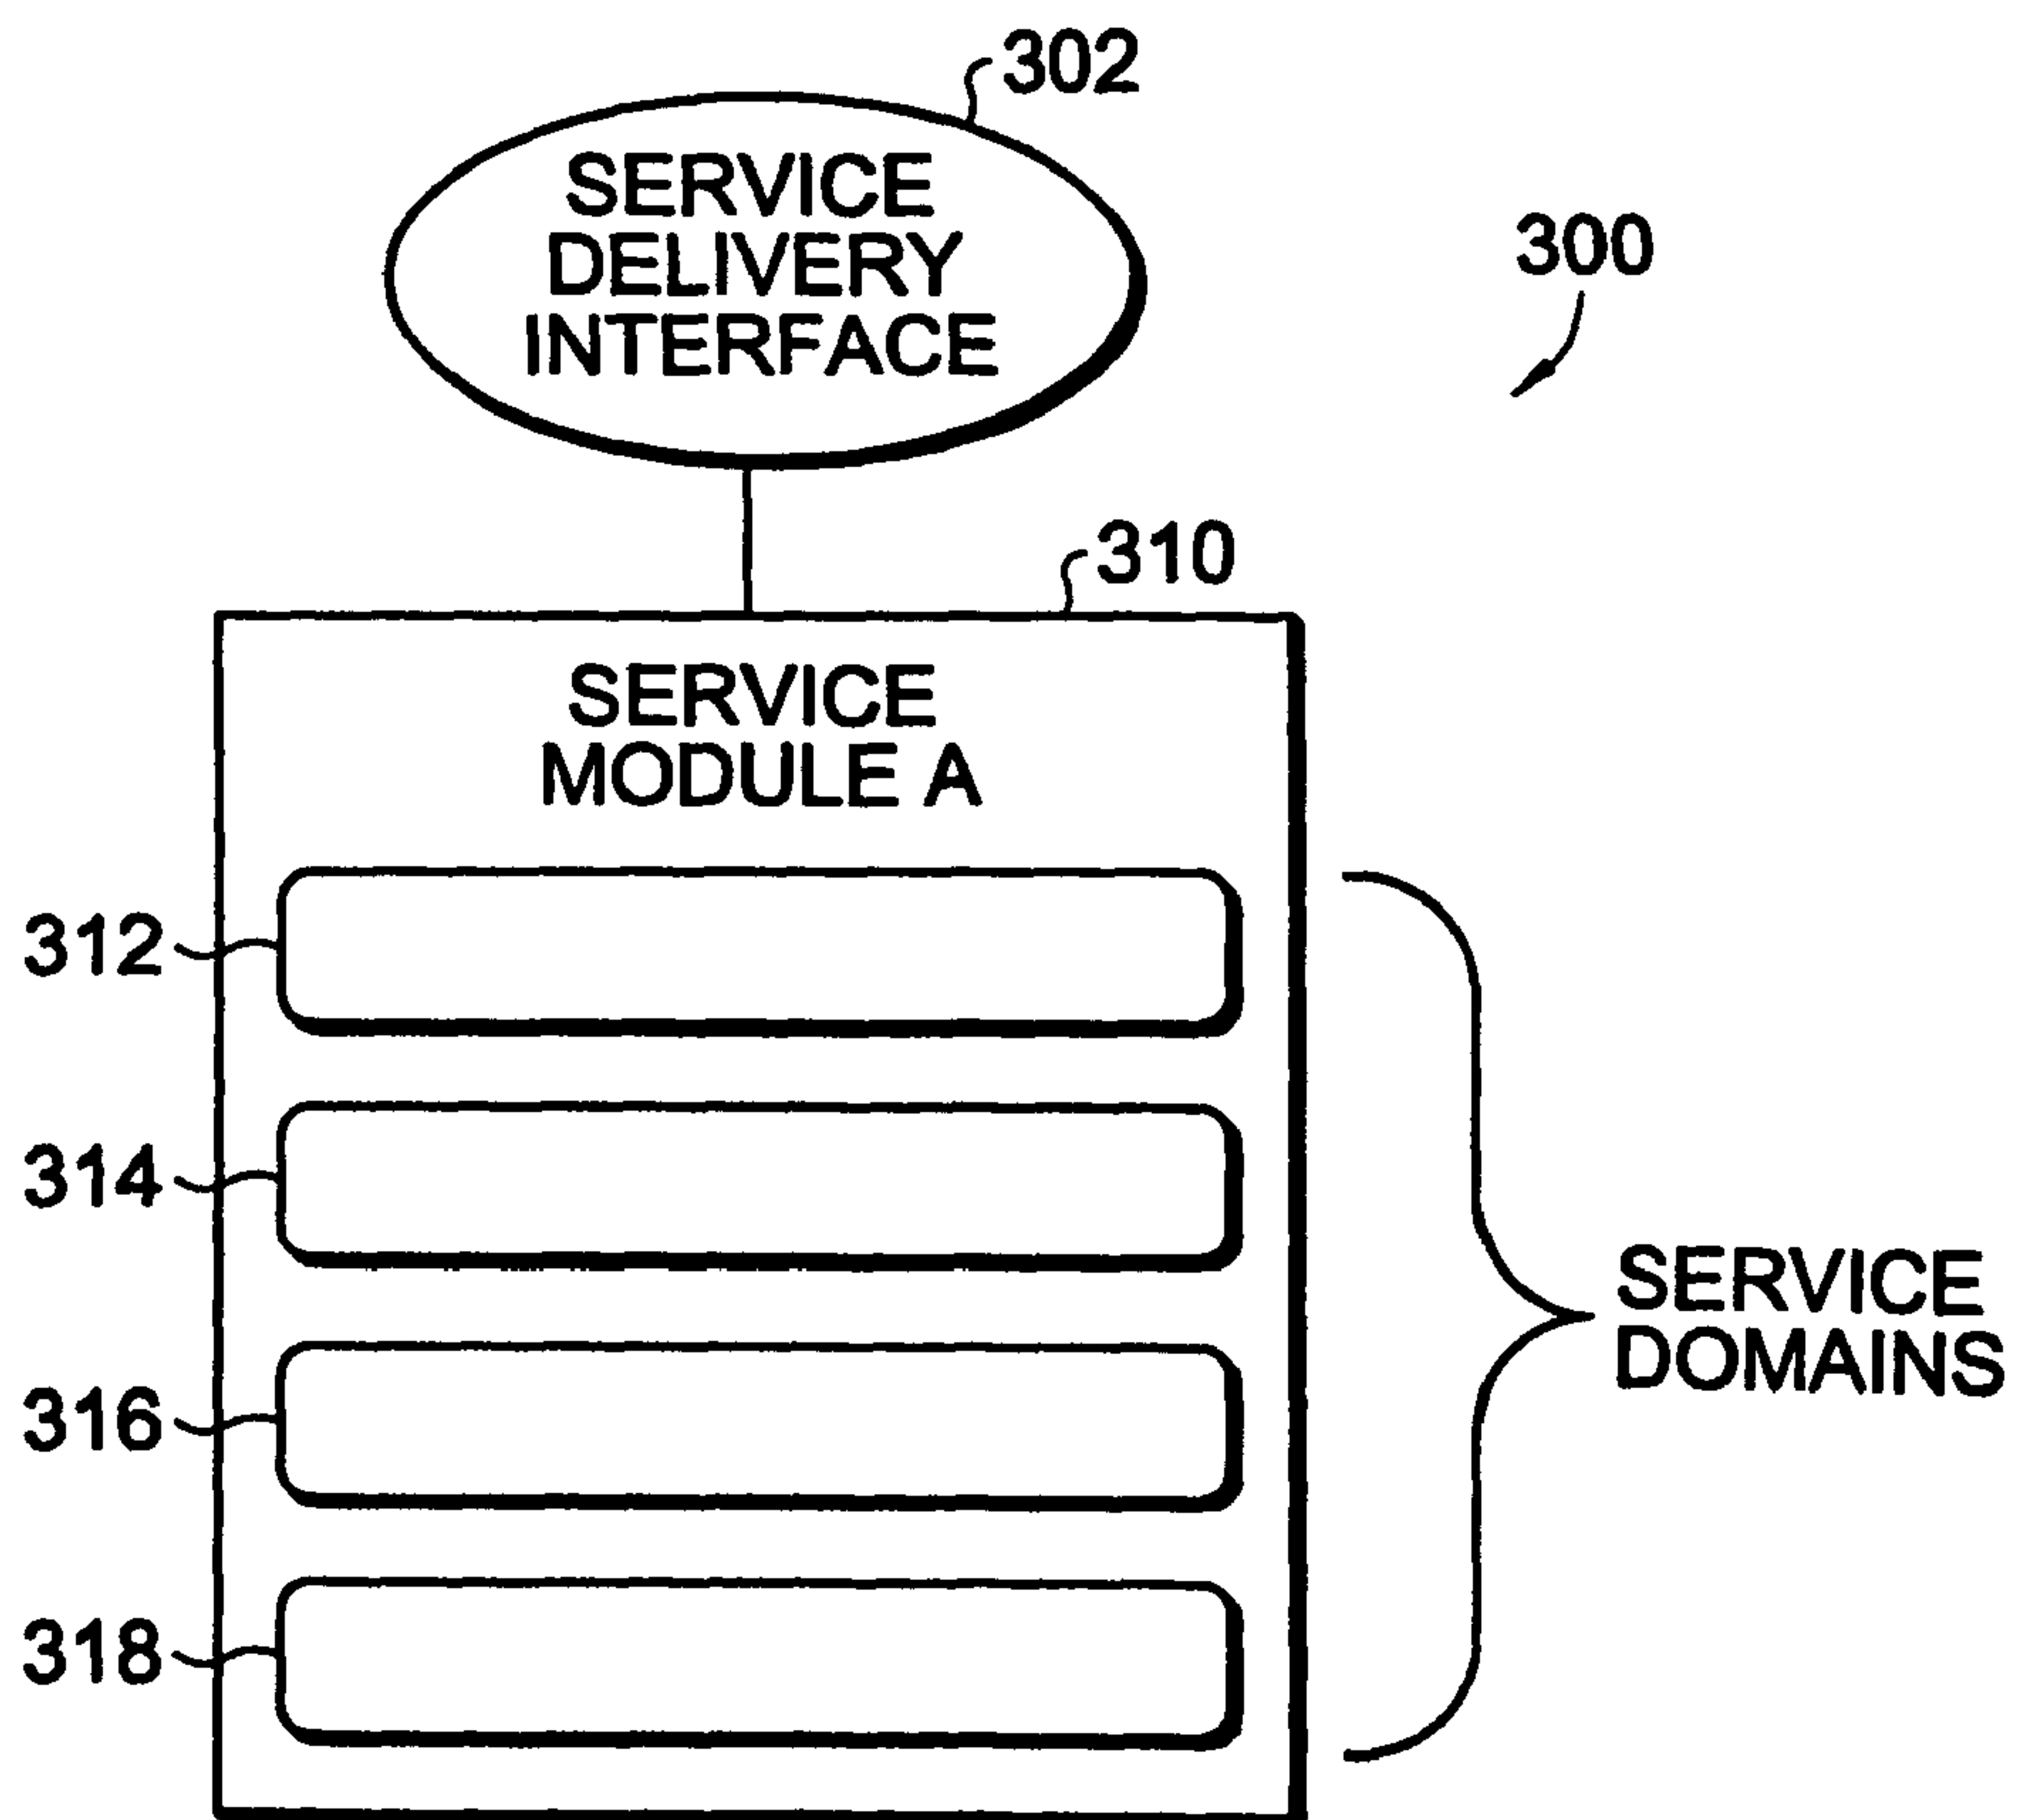 302
SERVICE
DELIVERY
INTERFACE
300
310
SERVICE
MODULE A
312
314
SERVICE
DOMAINS
316
318